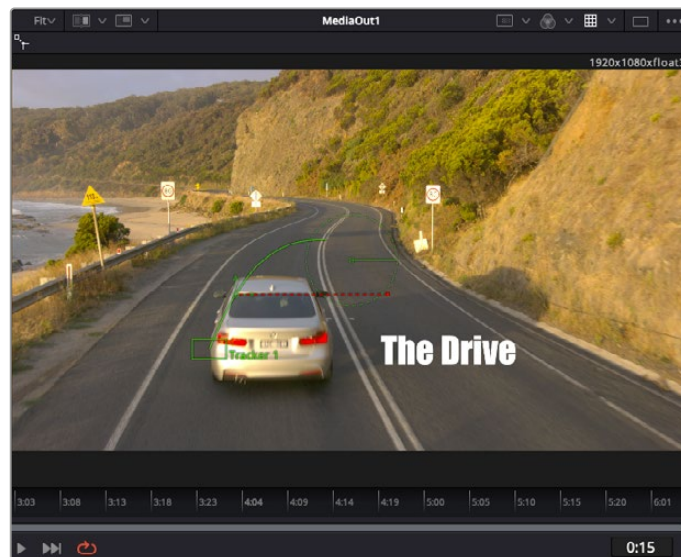 Fit
MediaOut1
1920x1080xfloat
Tracker 1
The Drive
3:03 3:08 3:13 3:18 3:23 4:04 4:09 4:14 4:19 5:00 5:05 5:10 5:15 5:20 6:01
0:15